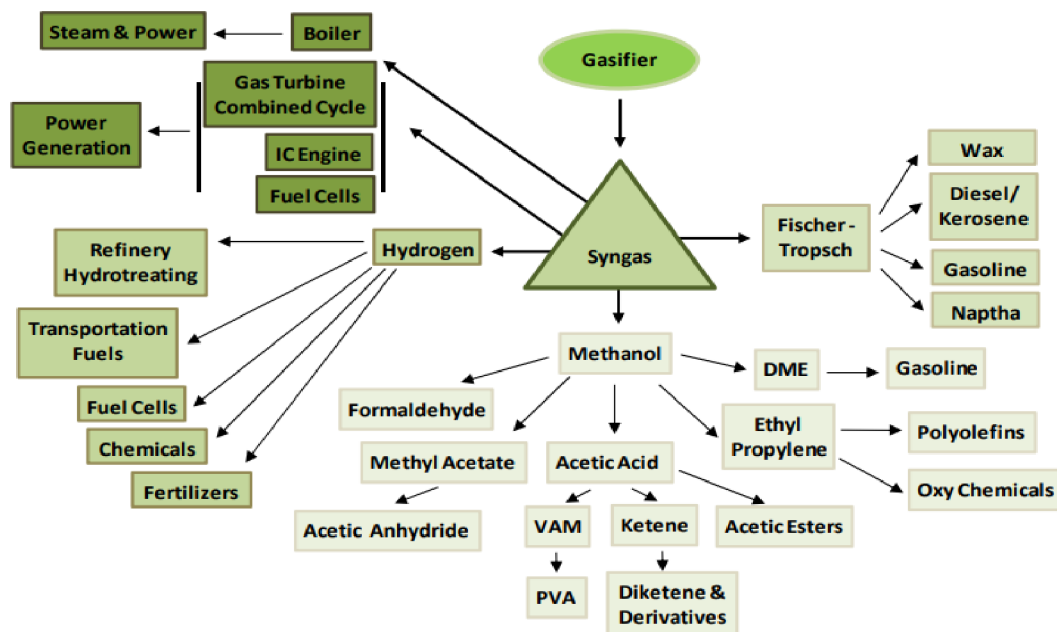 Steam & Power
Boiler
Gasifier
Gas Turbine
Combined Cycle
Power
Generation
IC Engine
Fuel Cells
Wax
Diesel/
Kerosene
Fischer -
Tropsch
Gasoline
Naptha
Syngas
Hydrogen
Refinery
Hydrotreating
Transportation
Fuels
Fuel Cells
Chemicals
Fertilizers
Methanol
DME
Gasoline
Formaldehyde
Ethyl
Propylene
Polyolefins
Oxy Chemicals
Methyl Acetate
Acetic Acid
Acetic Anhydride
VAM
Ketene
Acetic Esters
PVA
Diketene &
Derivatives